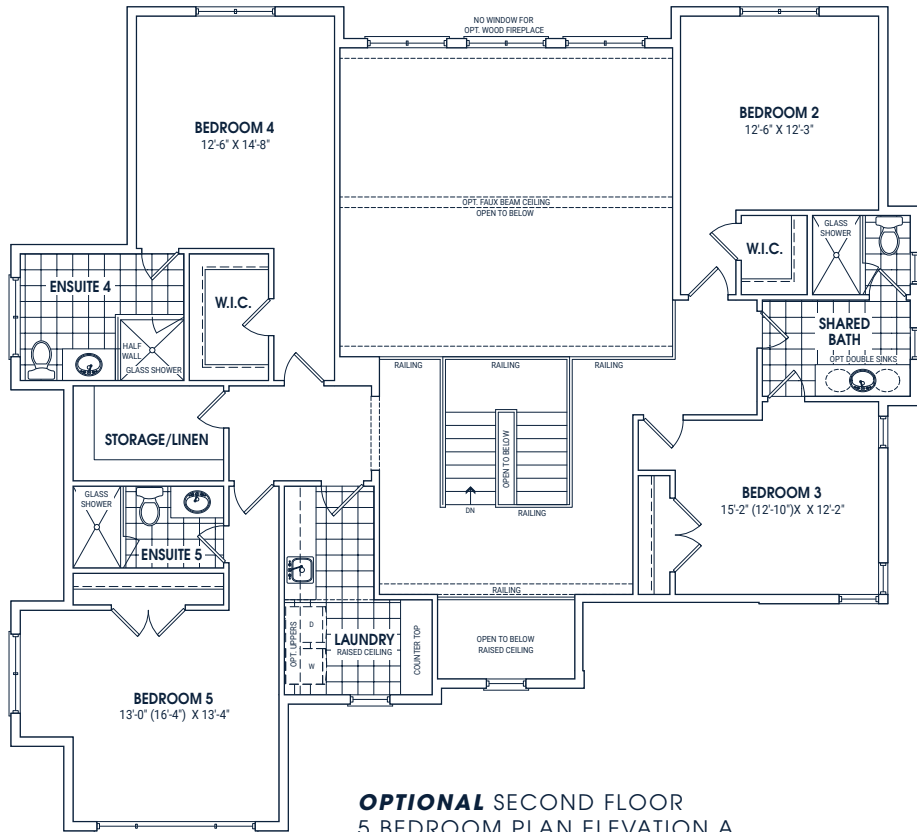 NO WINDOW FOR
OPT. WOOD FIREPLACE
BEDROOM 4
12'-6" X 14'-8"
BEDROOM 2
12'-6" X 12'-3"
OPT. FAUX BEAM CEILING
OPEN TO BELOW
GLASS
SHOWER
W.I.C.
ENSUITE 4
W.I.C.
SHARED
BATH
OPT DOUBLE SINKS
HALF
WALL
GLASS SHOWER
RAILING
RAILING
RAILING
STORAGE/LINEN
OPEN TO BELOW
DN
RAILING
GLASS
SHOWER
ENSUITE 5
BEDROOM 3
15'-2" (12'-10")X X 12'-2"
RAILING
OPT. UPPERS
D
W
LAUNDRY
RAISED CEILING
COUNTER TOP
OPEN TO BELOW
RAISED CEILING
BEDROOM 5
13'-0" (16'-4") X 13'-4"
OPTIONAL SECOND FLOOR
5 BEDROOM PLAN ELEVATION A